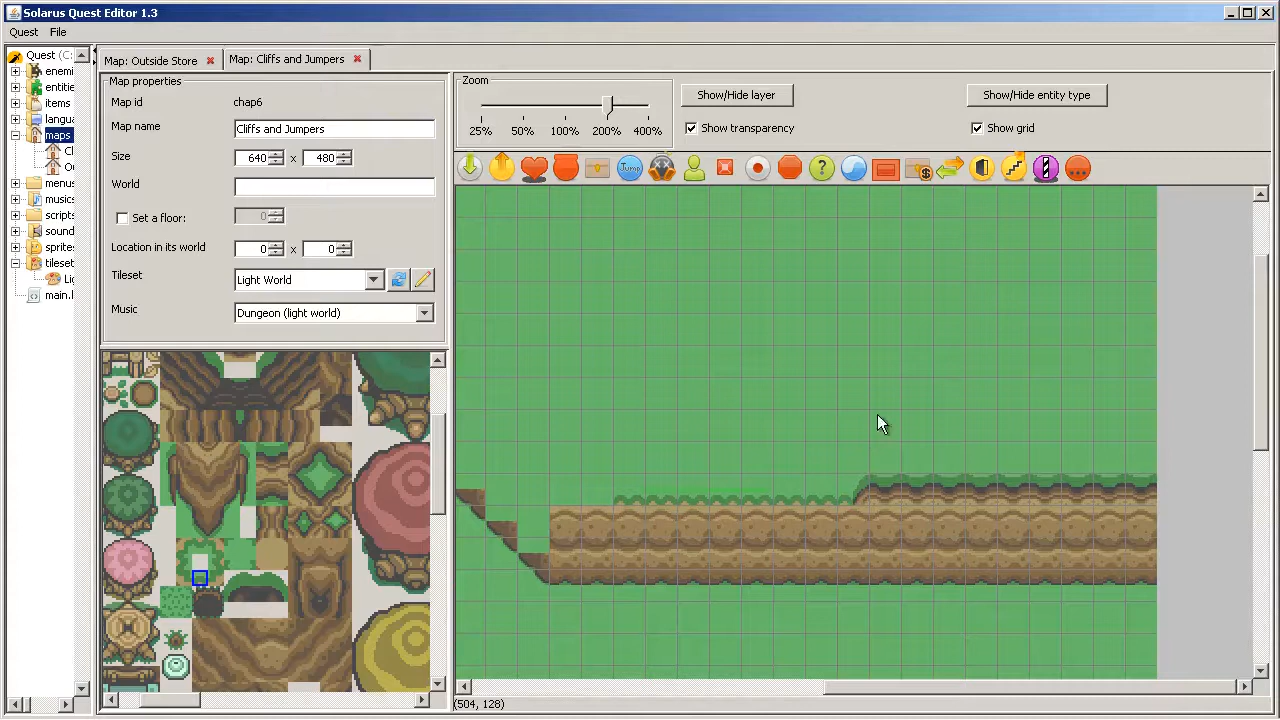 Solarus Quest Editor 1.3
Quest File
Quest (C:
enemi
entitie
items
langua
maps
Cl
Ou
menus
musics
scripts
sound
sprites
tileset
Lig
main.l
Map: Outside Store
Map: Cliffs and Jumpers
Map properties
Map id chap6
Map name Cliffs and Jumpers
Size 640 x 480
World
Set a floor: 0
Location in its world 0 x 0
Tileset Light World
Music Dungeon (light world)
Zoom
25% 50% 100% 200% 400%
Show/Hide layer
Show transparency
Show/Hide entity type
Show grid
Jump
?
$
...
(504, 128)